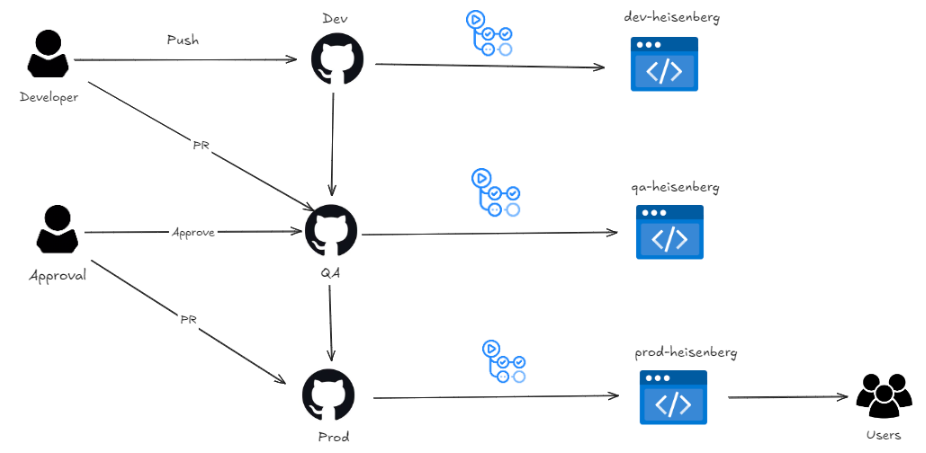 Dev
dev-heisenberg
Push
Developer
PR
qa-heisenberg
Approve
Approval
QA
PR
prod-heisenberg
Prod
Users